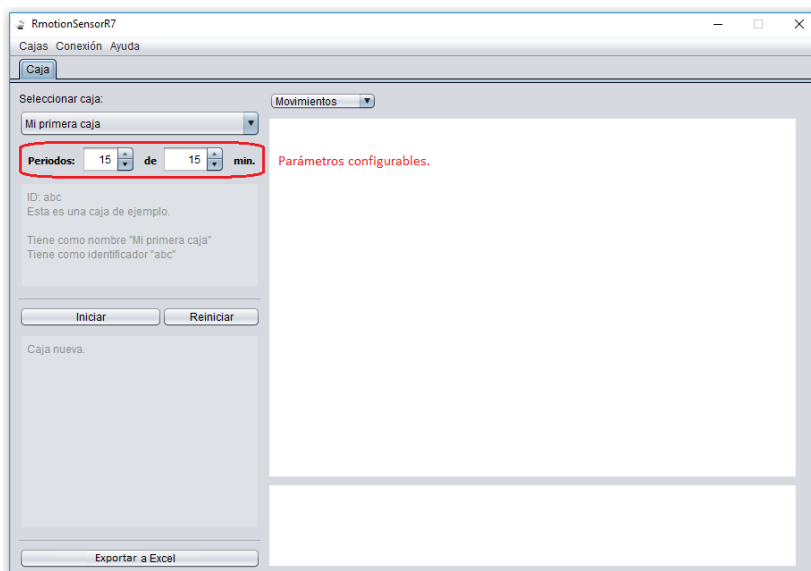 RmotionSensorR7
Cajas Conexión Ayuda
Caja
Seleccionar caja:
Mi primera caja
Movimientos
Periodos: 15 de 15 min.
Parámetros configurables.
ID: abc
Esta es una caja de ejemplo.
Tiene como nombre "Mi primera caja"
Tiene como identificador "abc"
Iniciar Reiniciar
Caja nueva.
Exportar a Excel